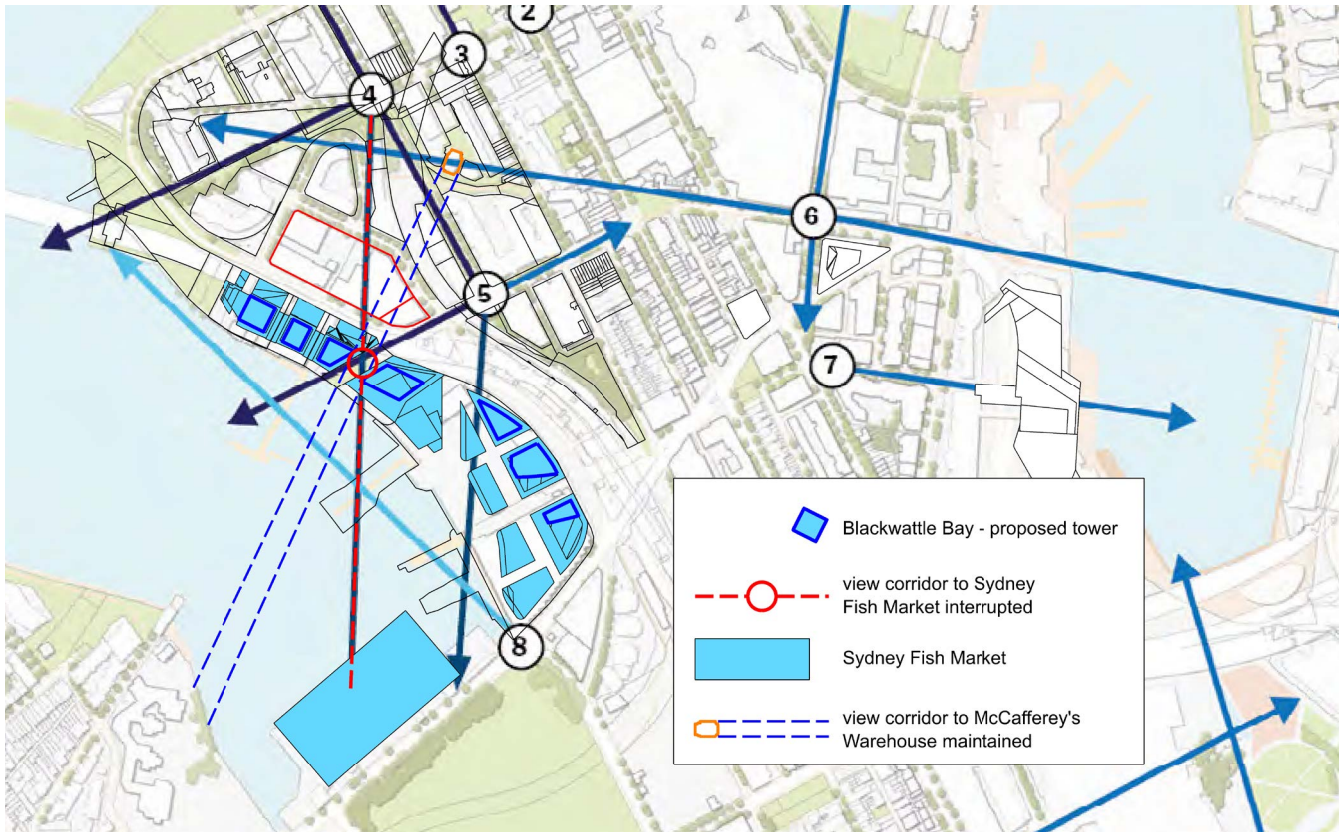 2
3
4
5
6
7
8
Blackwattle Bay - proposed tower
view corridor to Sydney
Fish Market interrupted
Sydney Fish Market
view corridor to McCafferey's
Warehouse maintained